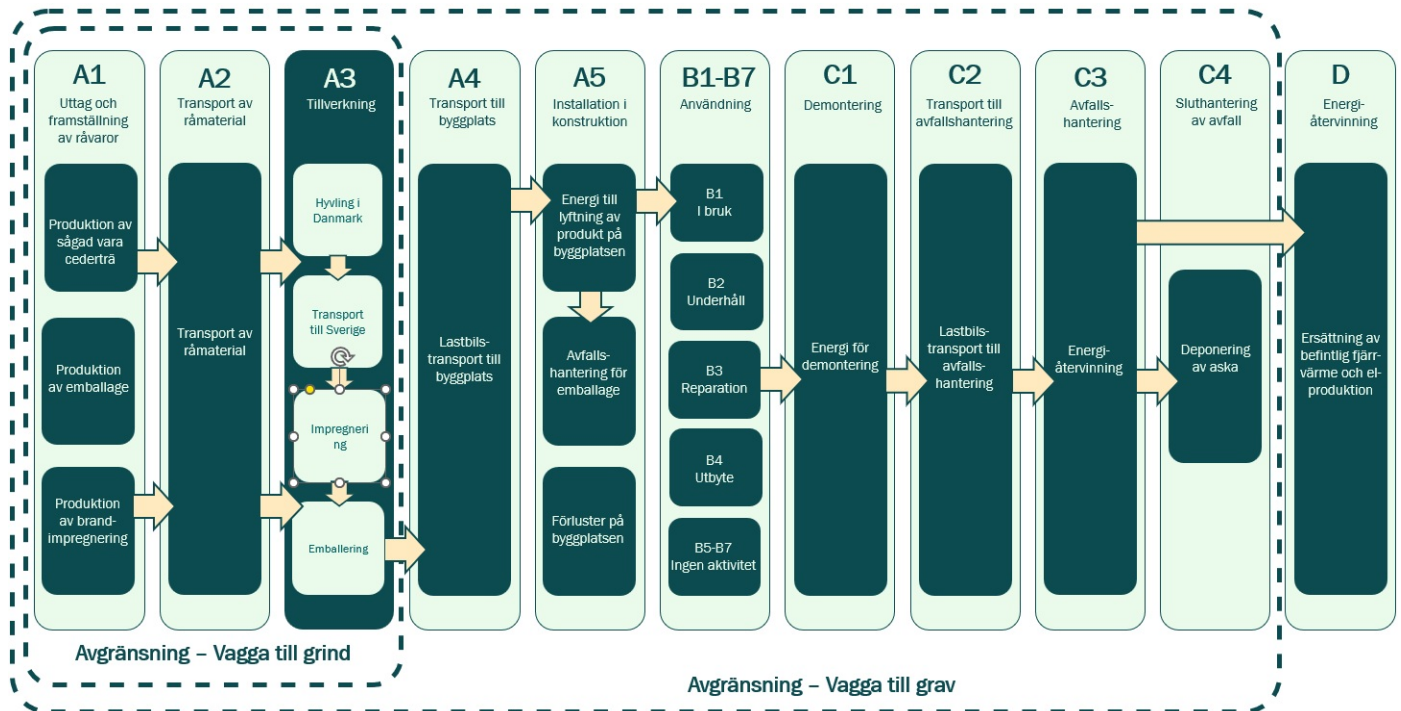 A1
Uttag och
framställning
av råvaror
Produktion av
sågad vara
cederträ
Produktion
av emballage
Produktion
av brand-
impregnering
A2
Transport av
råmaterial
Transport av
råmaterial
A3
Tillverkning
Hyvling i
Danmark
Transport
till Sverige
Impregneri
ng
Emballering
A4
Transport till
byggplats
Lastbils-
transport till
byggplats
A5
Installation i
konstruktion
Energi till
lyftning av
produkt på
byggplatsen
Avfalls-
hantering för
emballage
Förluster på
byggplatsen
B1-B7
Användning
B1
I bruk
B2
Underhåll
B3
Reparation
B4
Utbyte
B5-B7
Ingen aktivitet
C1
Demontering
Energi för
demontering
C2
Transport till
avfallshantering
Lastbils-
transport till
avfalls-
hantering
C3
Avfalls-
hantering
Energi-
återvinning
C4
Sluthantering
av avfall
Deponering
av aska
D
Energi-
återvinning
Ersättning av
befintlig fjärr-
värme och el-
produktion
Avgränsning – Vagga till grind
Avgränsning – Vagga till grav